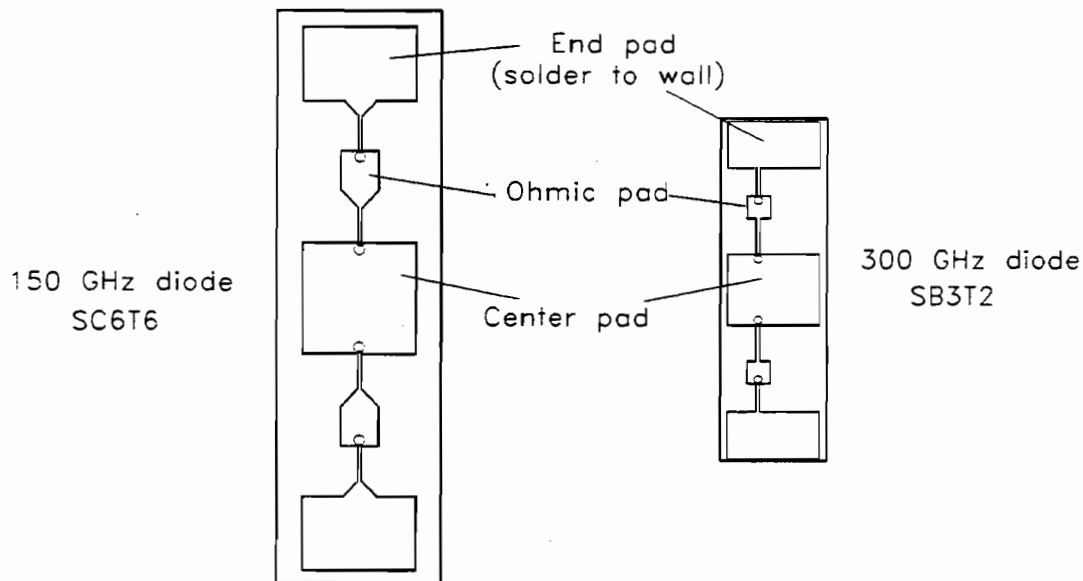 End pad
(solder to wall)
Ohmic pad
150 GHz diode
SC6T6
300 GHz diode
SB3T2
Center pad